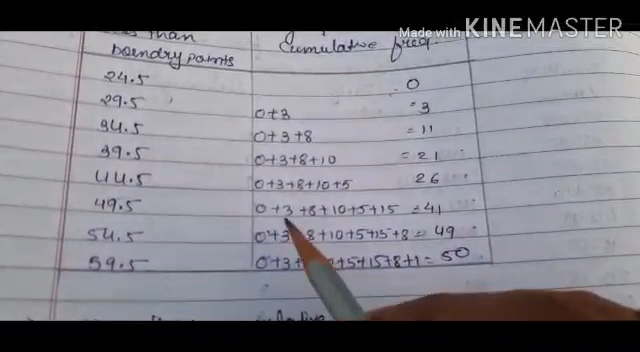 Made with KINEMASTER
than
boundry points Cumulative freq.
24.5 0
29.5 0+3 = 3
34.5 0+3+8 = 11
39.5 0+3+8+10 = 21
44.5 0+3+8+10+5 26
49.5 0+3+8+10+5+15 = 41
54.5 0+3 8+10+5+15+8 = 49
59.5 0+3+ +5+15+8+1 = 50